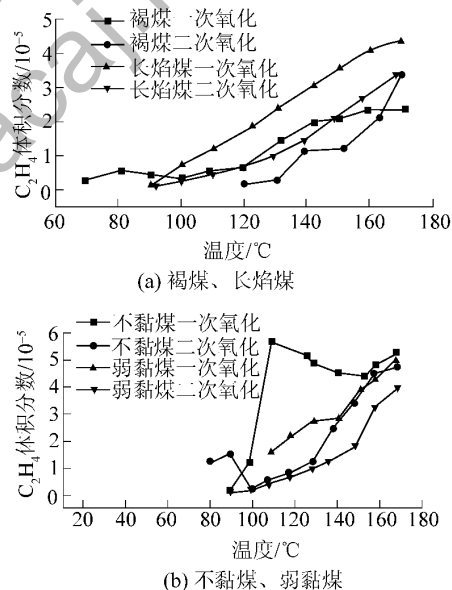 C₂H₄体积分数/10⁻⁵
5
4
3
2
1
0
褐煤一次氧化
褐煤二次氧化
长焰煤一次氧化
长焰煤二次氧化
60 80 100 120 140 160 180
温度/℃
(a) 褐煤、长焰煤
C₂H₄体积分数/10⁻⁵
6
5
4
3
2
1
0
不黏煤一次氧化
不黏煤二次氧化
弱黏煤一次氧化
弱黏煤二次氧化
20 40 60 80 100 120 140 160 180
温度/℃
(b) 不黏煤、弱黏煤